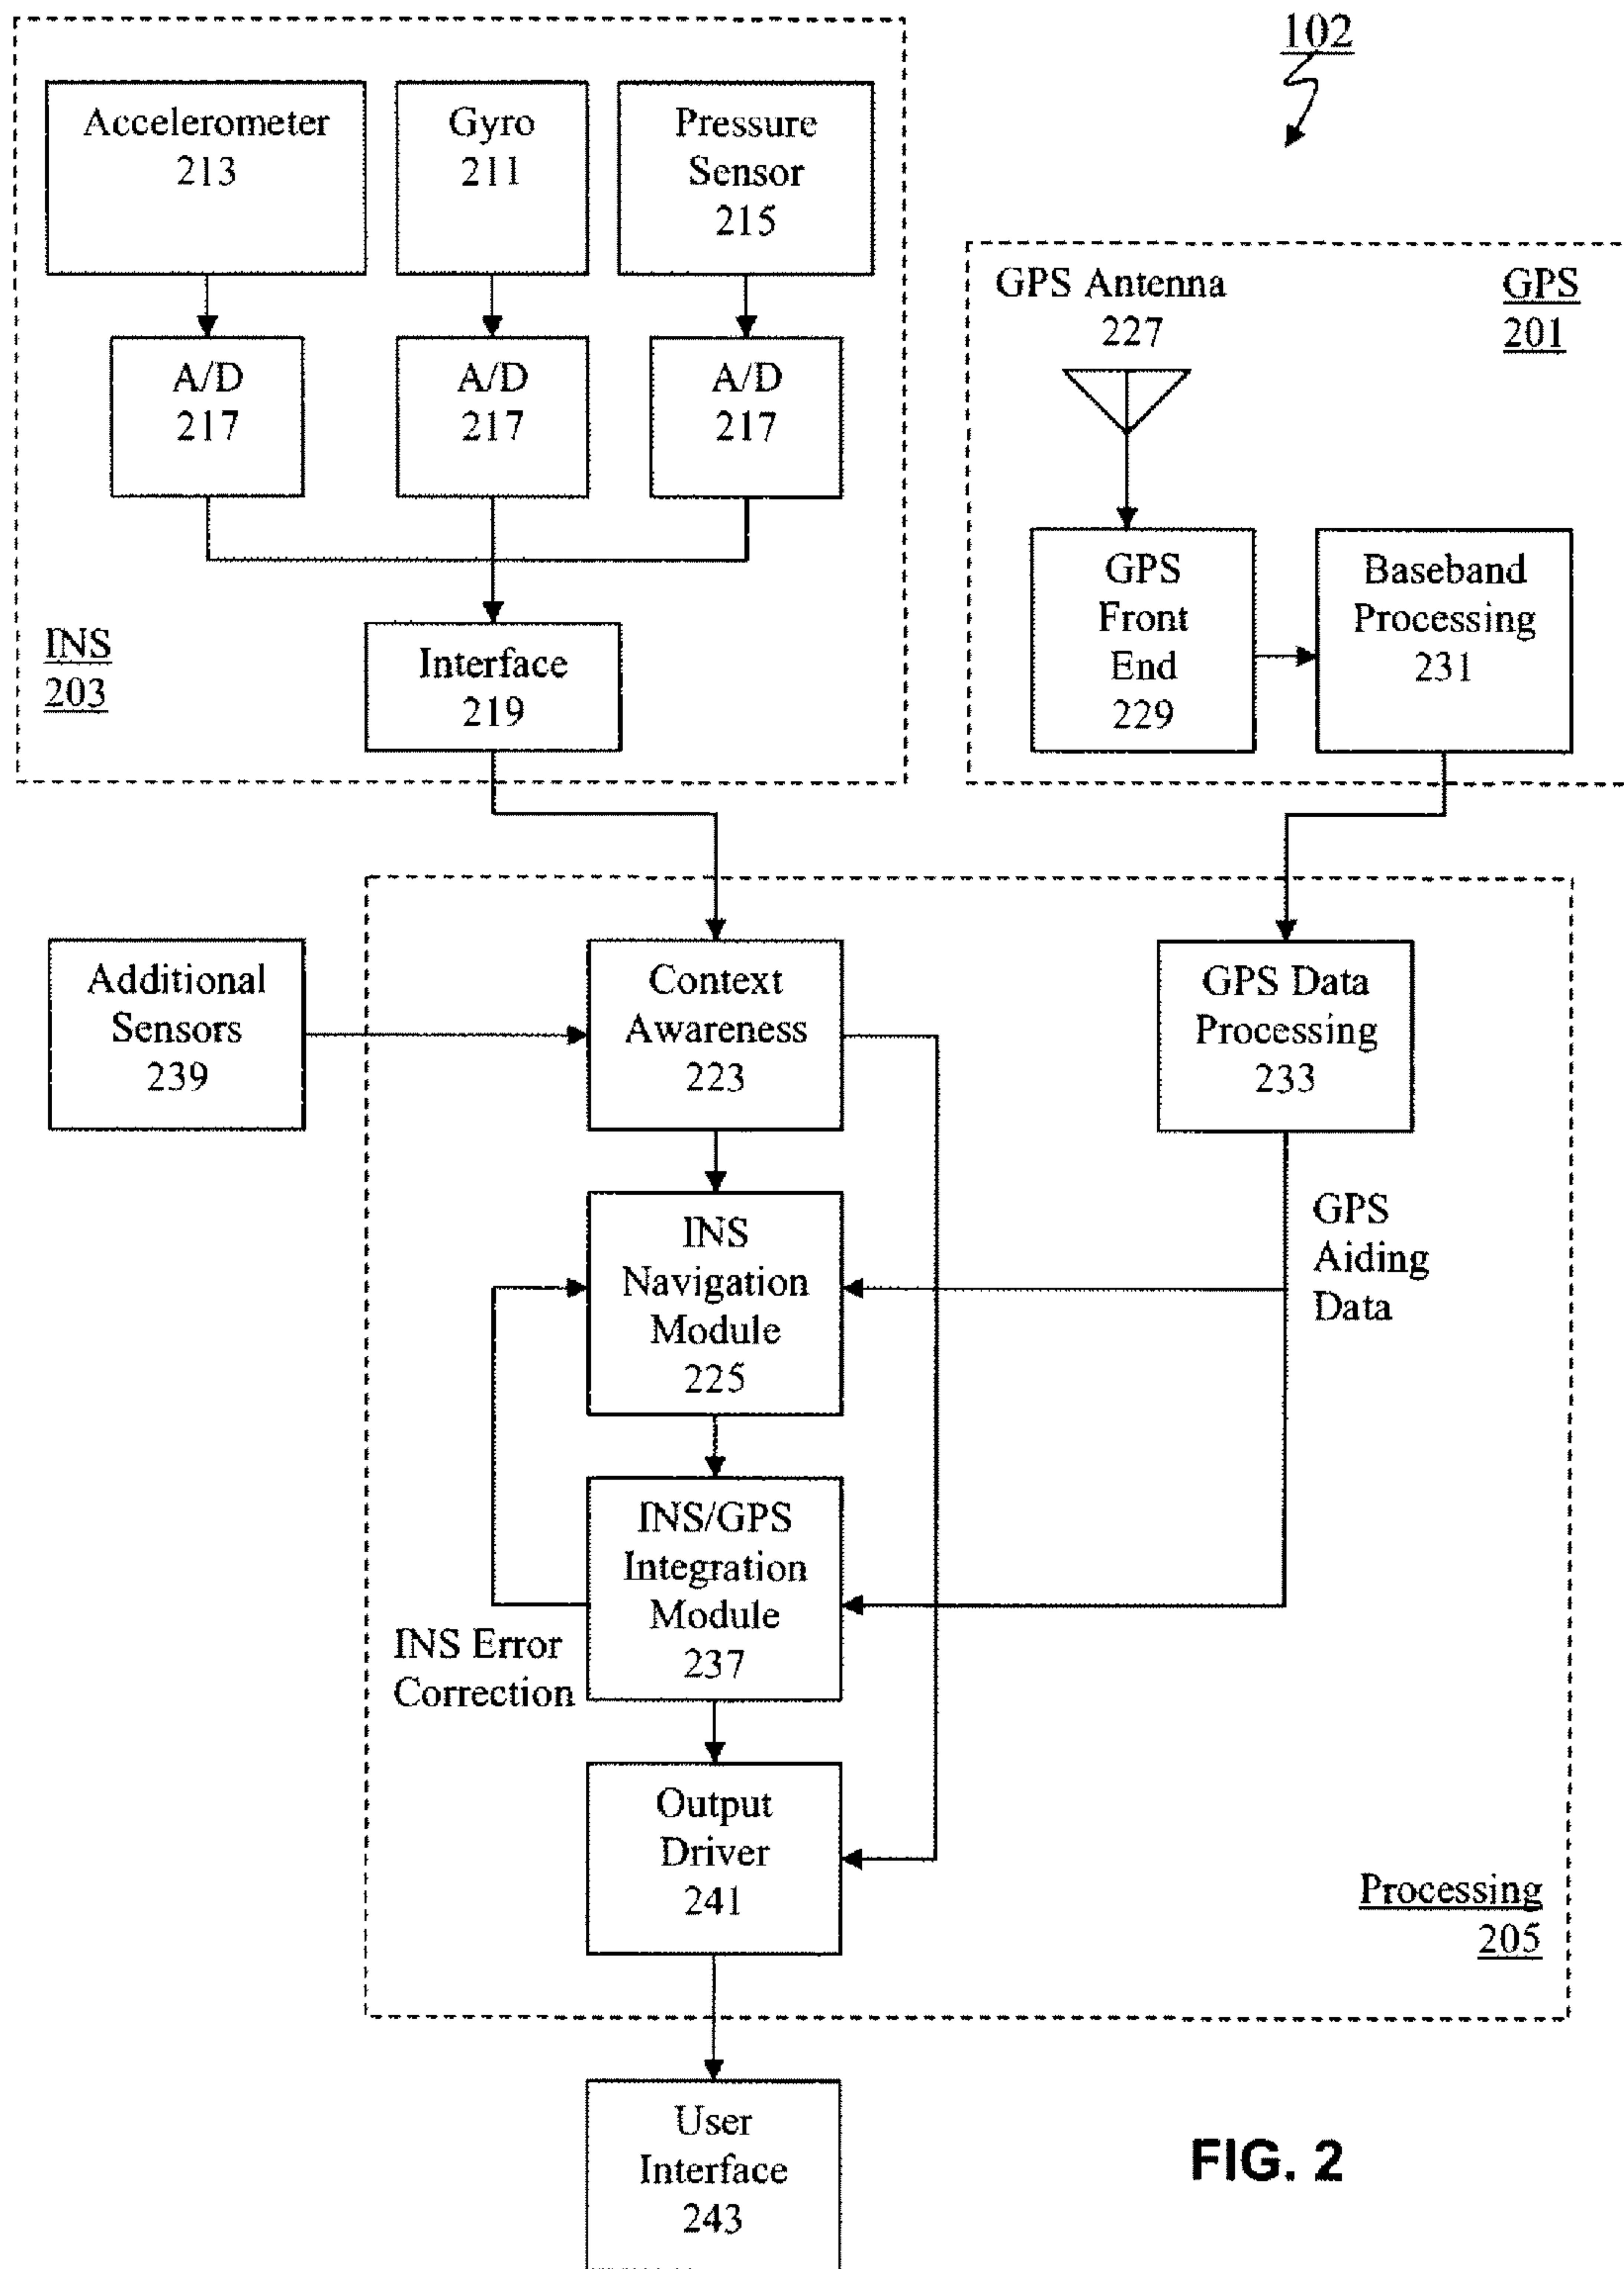 102
Accelerometer
213
Gyro
211
Pressure
Sensor
215
A/D
217
A/D
217
A/D
217
INS
203
Interface
219
GPS Antenna
227
GPS
201
GPS
Front
End
229
Baseband
Processing
231
Additional
Sensors
239
Context
Awareness
223
GPS Data
Processing
233
INS
Navigation
Module
225
GPS
Aiding
Data
INS/GPS
Integration
Module
237
INS Error
Correction
Output
Driver
241
Processing
205
User
Interface
243
FIG. 2